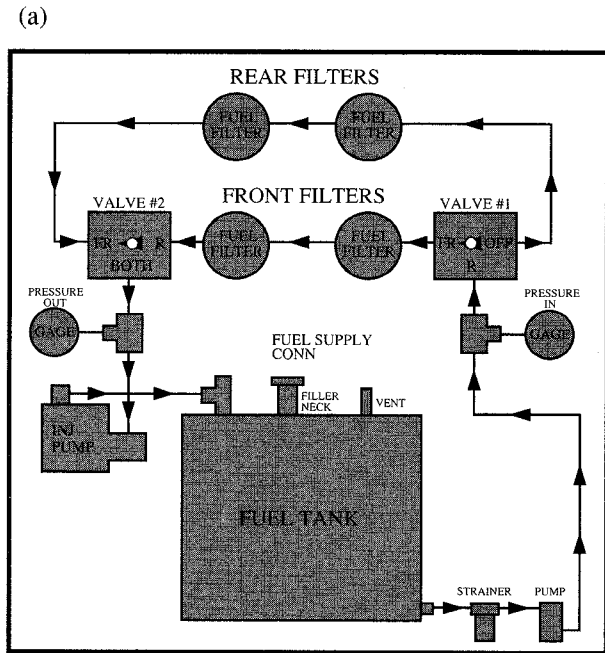 (a)
REAR FILTERS
FUEL FILTER
FUEL FILTER
FRONT FILTERS
VALVE #2
VALVE #1
FR R
BOTH
FUEL FILTER
FUEL FILTER
FR OFF
R
PRESSURE OUT
GAGE
PRESSURE IN
GAGE
FUEL SUPPLY CONN
FILLER NECK
VENT
INJ PUMP
FUEL TANK
STRAINER
PUMP